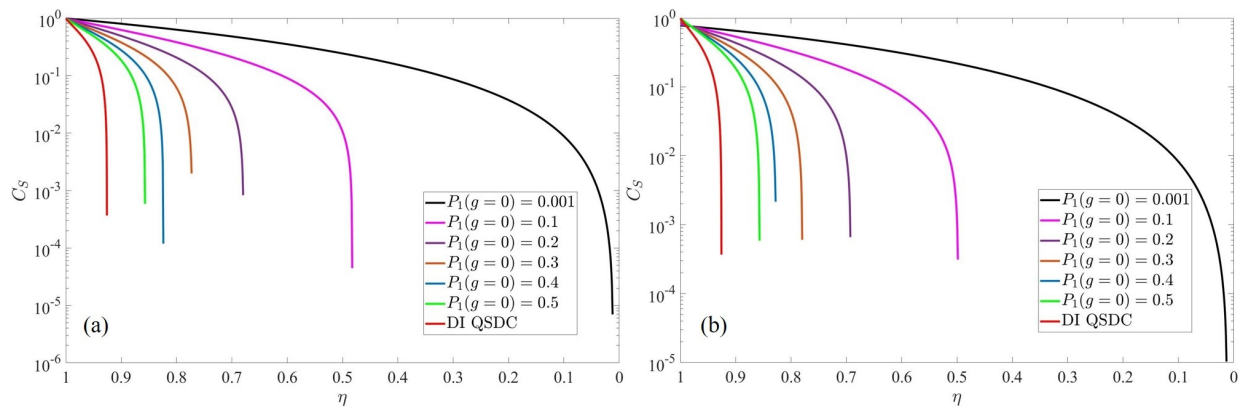 10^0
10^-1
10^-2
10^-3
10^-4
10^-5
10^-6
C_S
1 0.9 0.8 0.7 0.6 0.5 0.4 0.3 0.2 0.1 0
η
(a)
P_1(g = 0) = 0.001
P_1(g = 0) = 0.1
P_1(g = 0) = 0.2
P_1(g = 0) = 0.3
P_1(g = 0) = 0.4
P_1(g = 0) = 0.5
DI QSDC
10^0
10^-1
10^-2
10^-3
10^-4
10^-5
C_S
1 0.9 0.8 0.7 0.6 0.5 0.4 0.3 0.2 0.1 0
η
(b)
P_1(g = 0) = 0.001
P_1(g = 0) = 0.1
P_1(g = 0) = 0.2
P_1(g = 0) = 0.3
P_1(g = 0) = 0.4
P_1(g = 0) = 0.5
DI QSDC